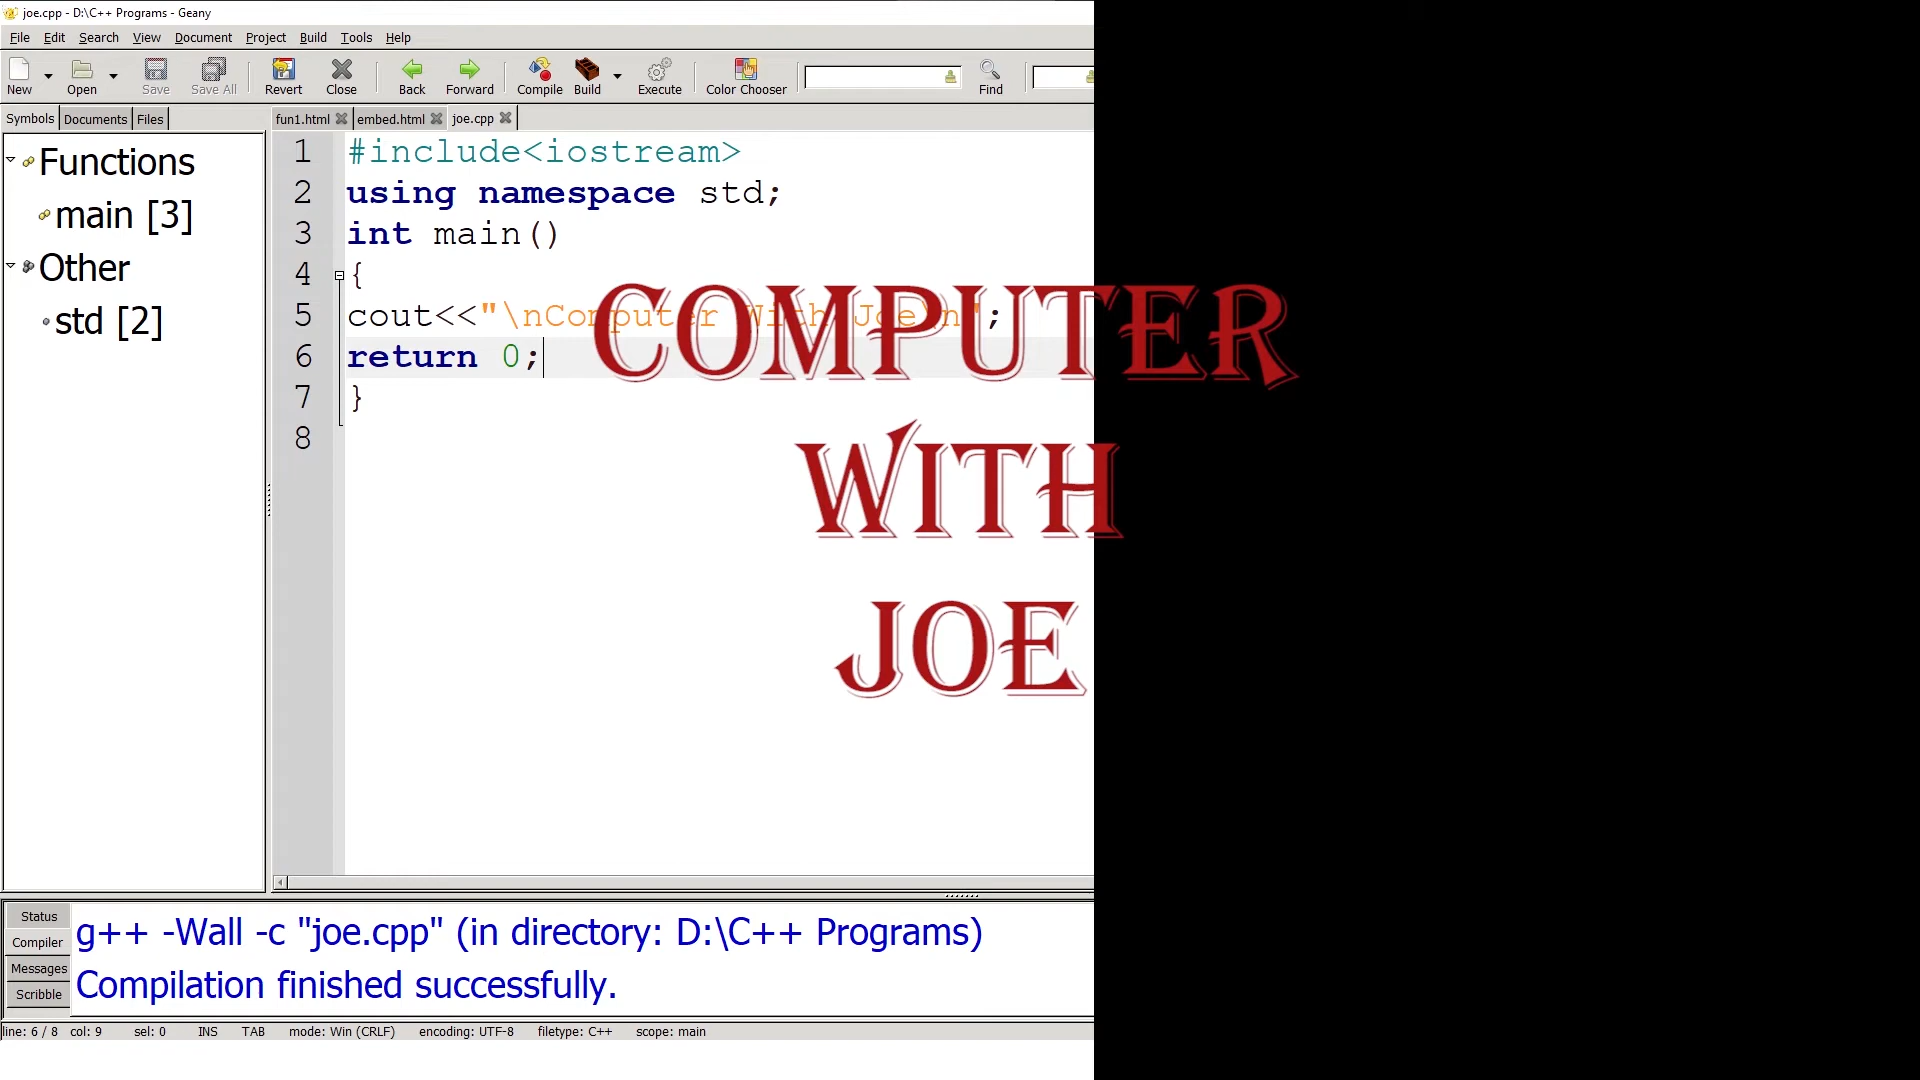 joe.cpp - D:\C++ Programs - Geany
File Edit Search View Document Project Build Tools Help
New Open Save Save All Revert Close Back Forward Compile Build Execute Color Chooser Find
Symbols Documents Files
fun1.html embed.html joe.cpp
Functions
main [3]
Other
std [2]
1 #include<iostream>
2 using namespace std;
3 int main()
4 {
5 cout<<"\nComputer With Joe\n";
6 return 0;
7 }
8
COMPUTER
WITH
JOE
Status
Compiler
Messages
Scribble
g++ -Wall -c "joe.cpp" (in directory: D:\C++ Programs)
Compilation finished successfully.
line: 6 / 8 col: 9 sel: 0 INS TAB mode: Win (CRLF) encoding: UTF-8 filetype: C++ scope: main